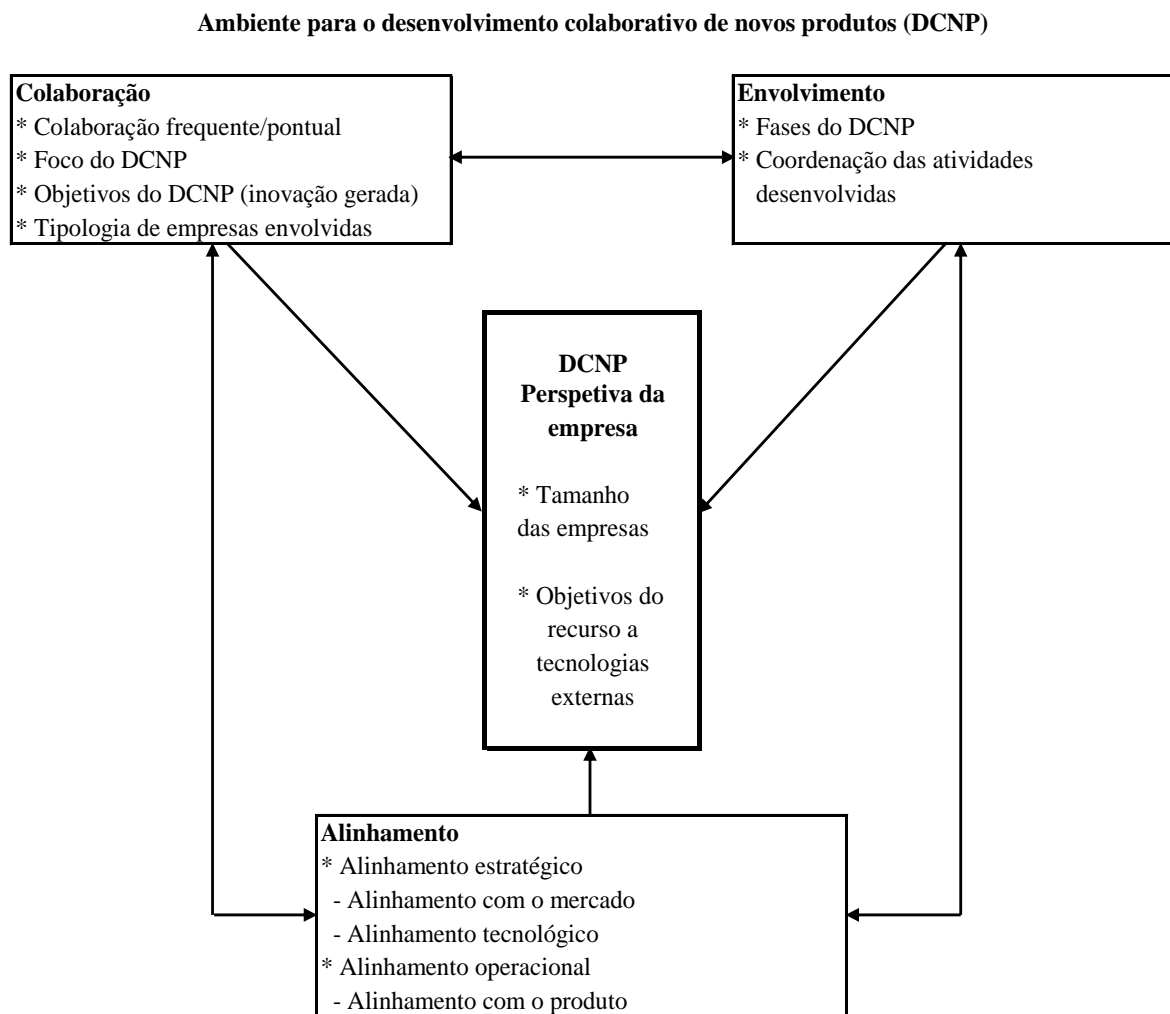 Ambiente para o desenvolvimento colaborativo de novos produtos (DCNP)
Colaboração
* Colaboração frequente/pontual
* Foco do DCNP
* Objetivos do DCNP (inovação gerada)
* Tipologia de empresas envolvidas
Envolvimento
* Fases do DCNP
* Coordenação das atividades
desenvolvidas
DCNP
Perspetiva da
empresa
* Tamanho
das empresas
* Objetivos do
recurso a
tecnologias
externas
Alinhamento
* Alinhamento estratégico
- Alinhamento com o mercado
- Alinhamento tecnológico
* Alinhamento operacional
- Alinhamento com o produto